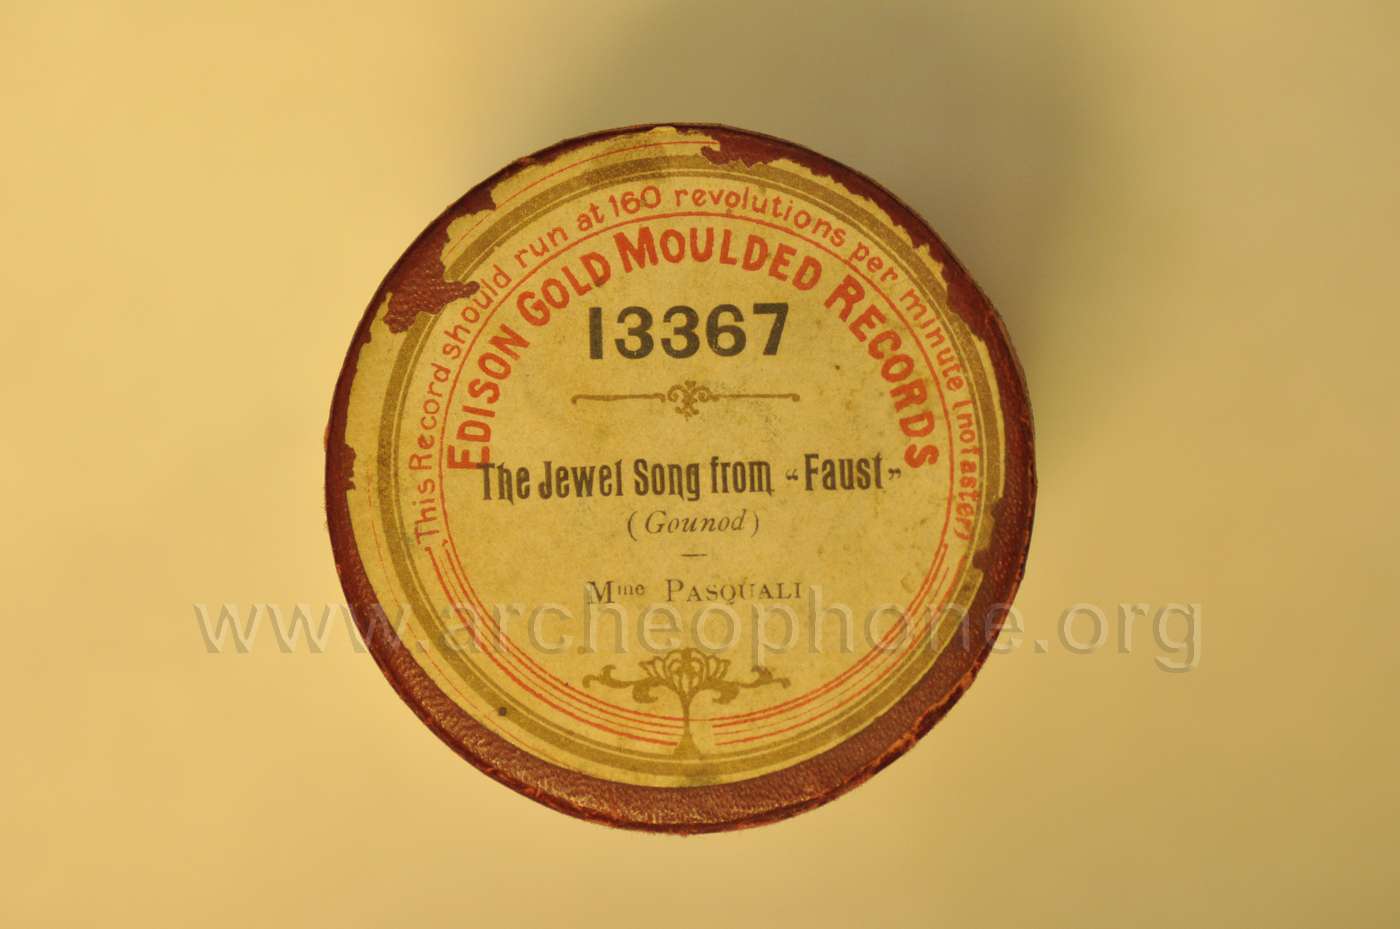 This Record should run at 160 revolutions per minute (no faster)
EDISON GOLD MOULDED RECORDS
13367
The Jewel Song from "Faust"
(Gounod)
Mme PASQUALI
www.archeophone.org